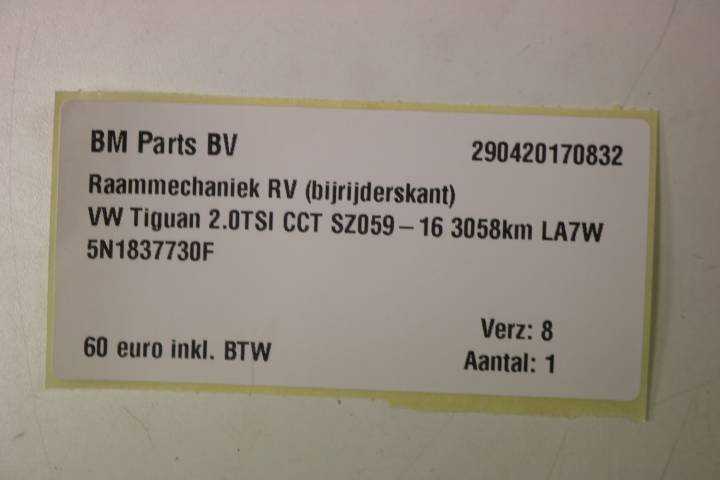 BM Parts BV 290420170832
Raammechaniek RV (bijrijderskant)
VW Tiguan 2.0TSI CCT SZ059-16 3058km LA7W
5N1837730F
Verz: 8
60 euro inkl. BTW
Aantal: 1